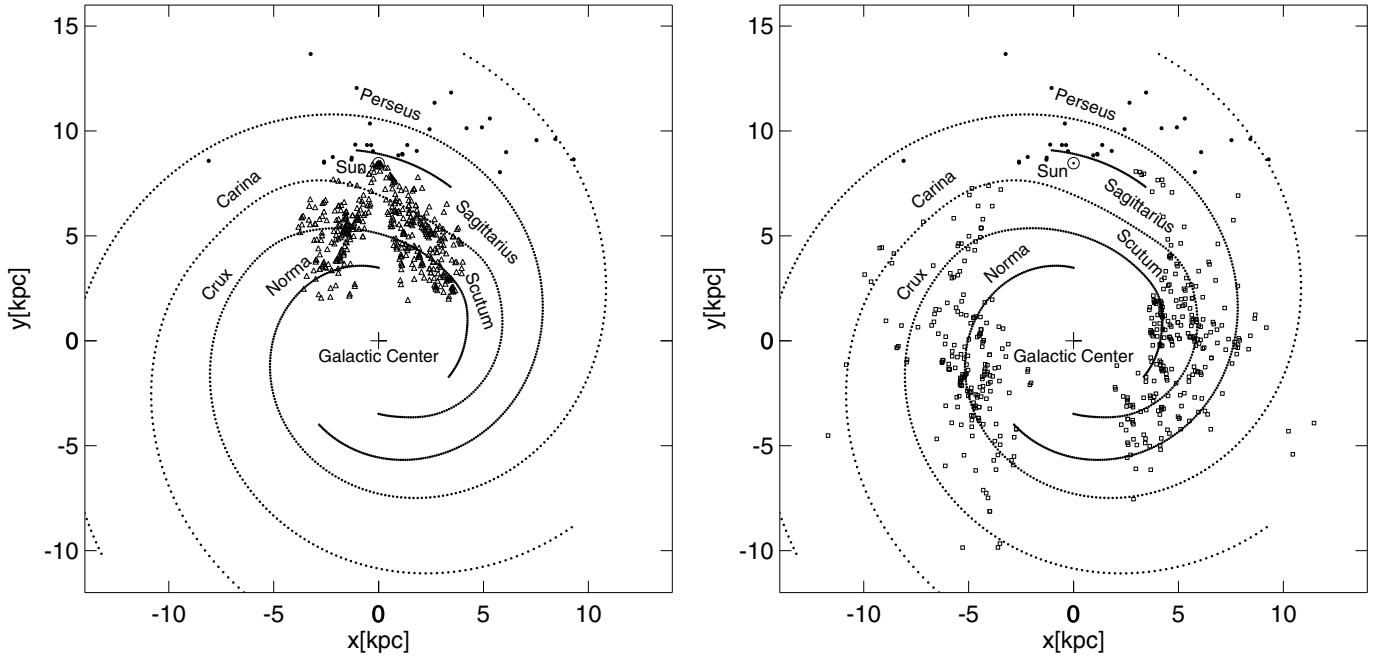 15
10
5
0
-5
-10
y[kpc]
-10
-5
0
5
10
x[kpc]
Perseus
Sun
Carina
Sagittarius
Crux
Norma
Scutum
Galactic Center
15
10
5
0
-5
-10
y[kpc]
-10
-5
0
5
10
x[kpc]
Perseus
Sun
Carina
Sagittarius
Scutum
Norma
Crux
Galactic Center